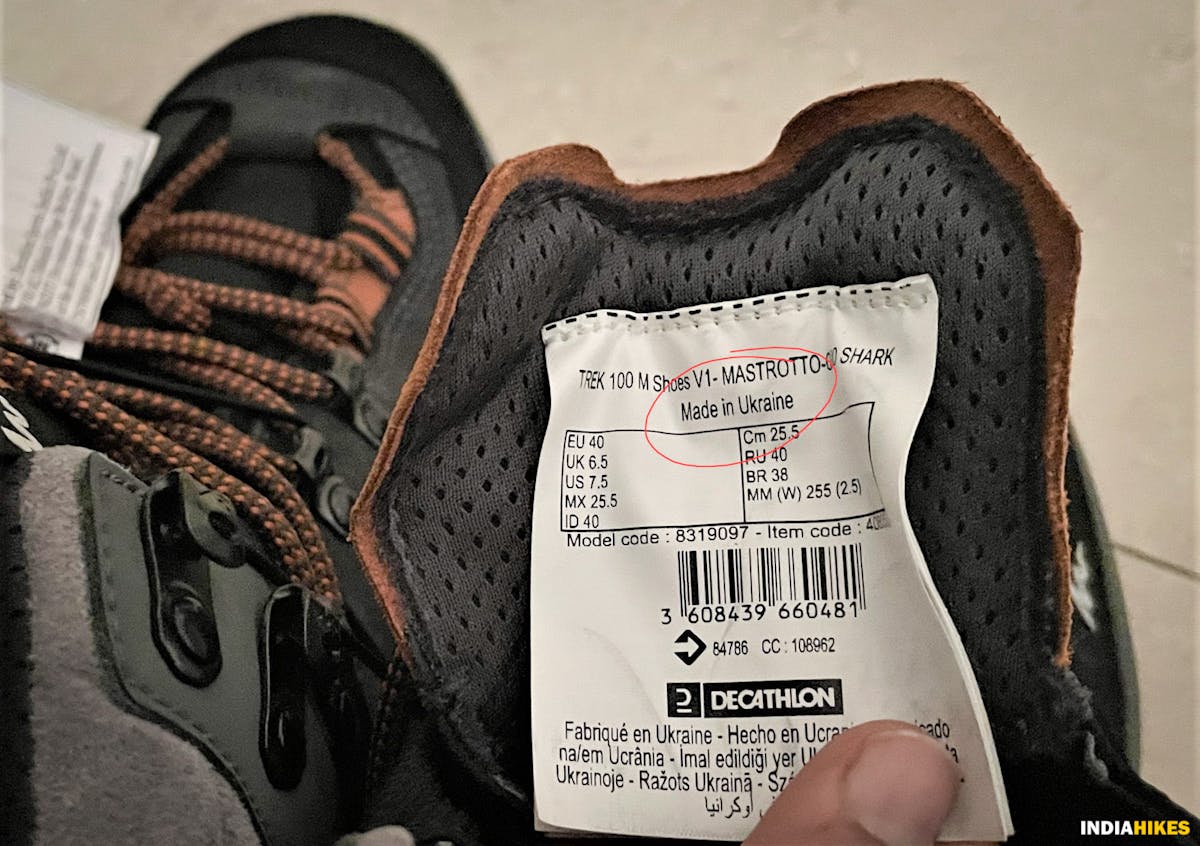 TREK 100 M Shoes V1- MASTROTTO- SHARK
Made in Ukraine
EU 40
UK 6.5
US 7.5
MX 25.5
ID 40
Cm 25,5
RU 40
BR 38
MM (W) 255 (2.5)
Model code : 8319097 - Item code :
3 608439 660481
84786 CC : 108962
DECATHLON
Fabriqué en Ukraine - Hecho en
na/em Ucrânia - İmal edildiği yer
Ukrainoje - Ražots Ukrainā -
أوكرانيا
INDIAHIKES